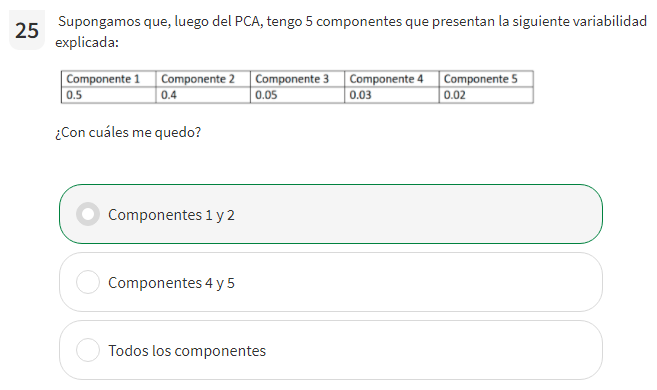 25
Supongamos que, luego del PCA, tengo 5 componentes que presentan la siguiente variabilidad
explicada:
Componente 1 Componente 2 Componente 3 Componente 4 Componente 5
0.5 0.4 0.05 0.03 0.02
¿Con cuáles me quedo?
Componentes 1 y 2
Componentes 4 y 5
Todos los componentes